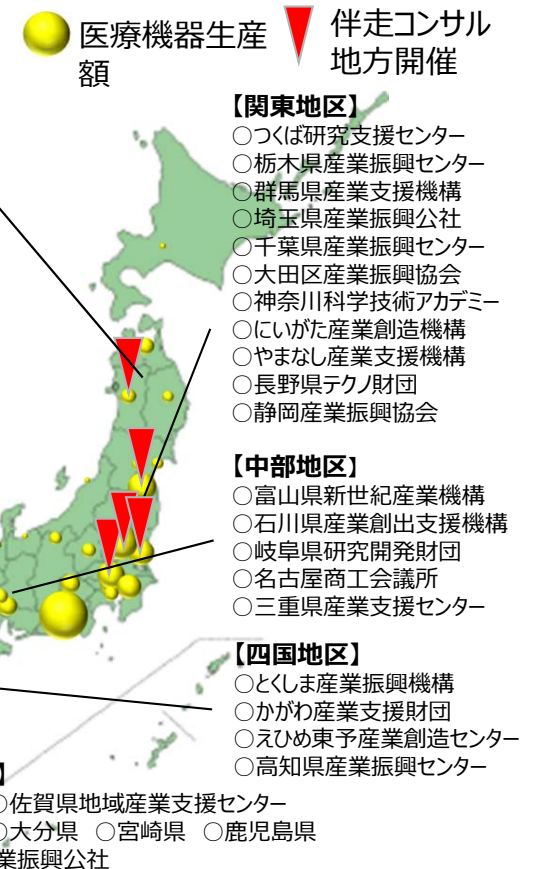 医療機器生産
額
伴走コンサル
地方開催
【関東地区】
○つくば研究支援センター
○栃木県産業振興センター
○群馬県産業支援機構
○埼玉県産業振興公社
○千葉県産業振興センター
○大田区産業振興協会
○神奈川科学技術アカデミー
○にいがた産業創造機構
○やまなし産業支援機構
○長野県テクノ財団
○静岡産業振興協会
【中部地区】
○富山県新世紀産業機構
○石川県産業創出支援機構
○岐阜県研究開発財団
○名古屋商工会議所
○三重県産業支援センター
【四国地区】
○とくしま産業振興機構
○かがわ産業支援財団
○えひめ東予産業創造センター
○高知県産業振興センター
】
○佐賀県地域産業支援センター
○大分県 ○宮崎県 ○鹿児島県
業振興公社